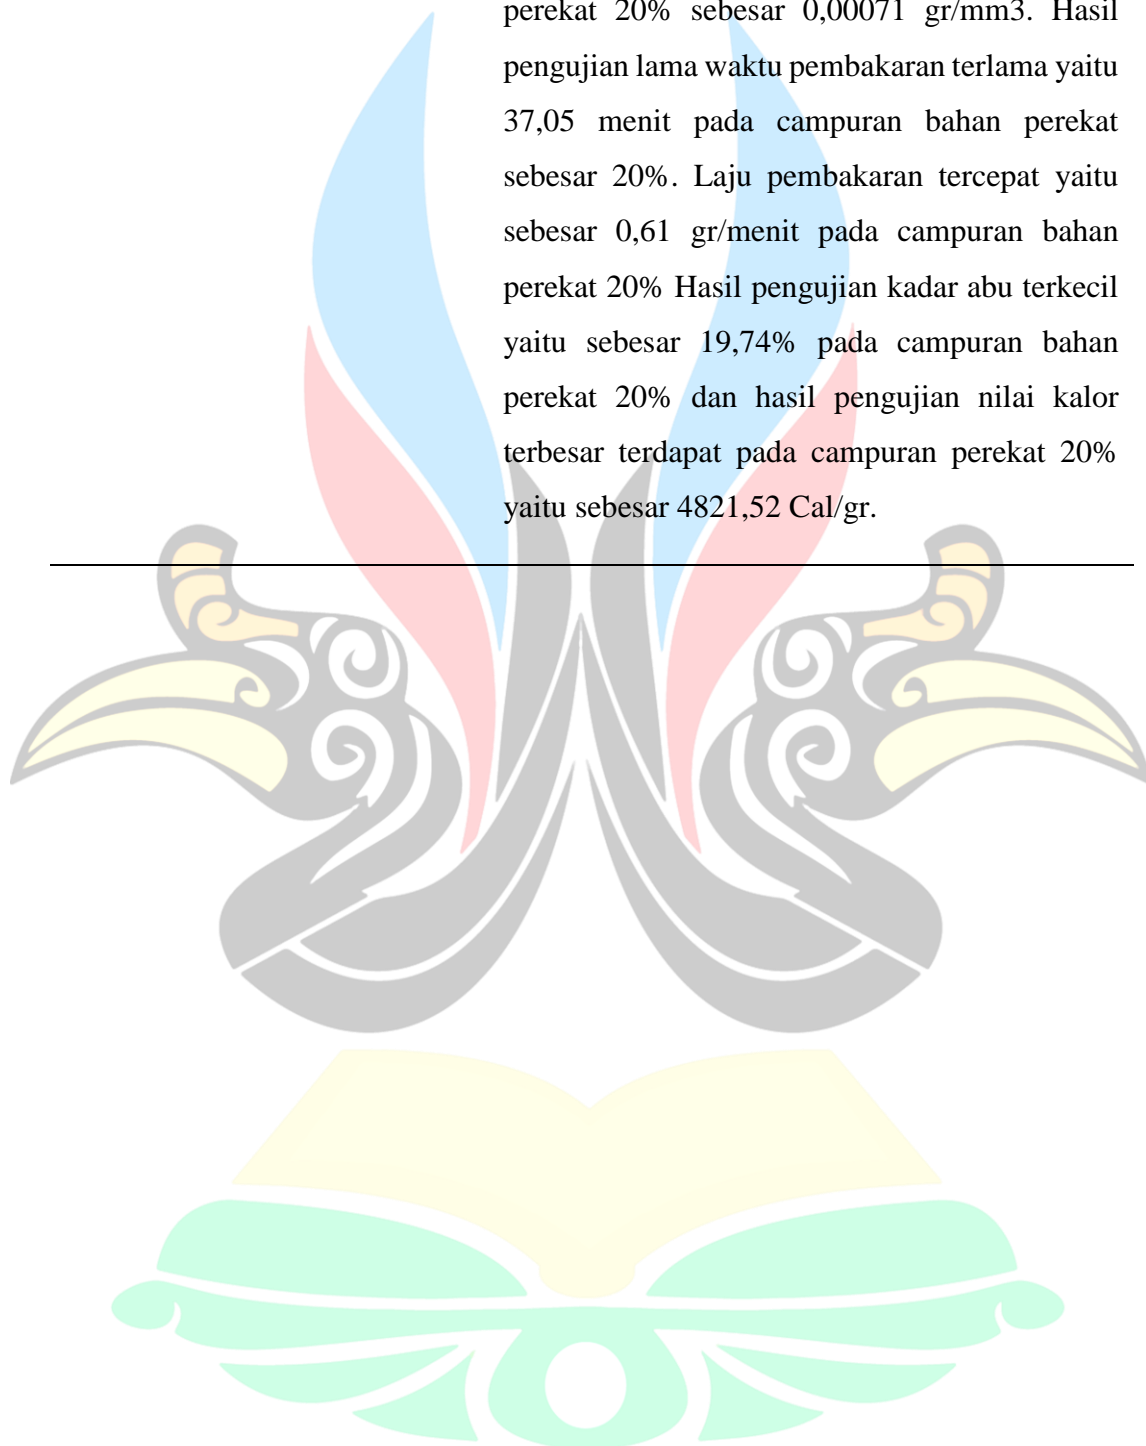 perekat 20% sebesar 0,00071 gr/mm3. Hasil
pengujian lama waktu pembakaran terlama yaitu
37,05 menit pada campuran bahan perekat
sebesar 20%. Laju pembakaran tercepat yaitu
sebesar 0,61 gr/menit pada campuran bahan
perekat 20% Hasil pengujian kadar abu terkecil
yaitu sebesar 19,74% pada campuran bahan
perekat 20% dan hasil pengujian nilai kalor
terbesar terdapat pada campuran perekat 20%
yaitu sebesar 4821,52 Cal/gr.